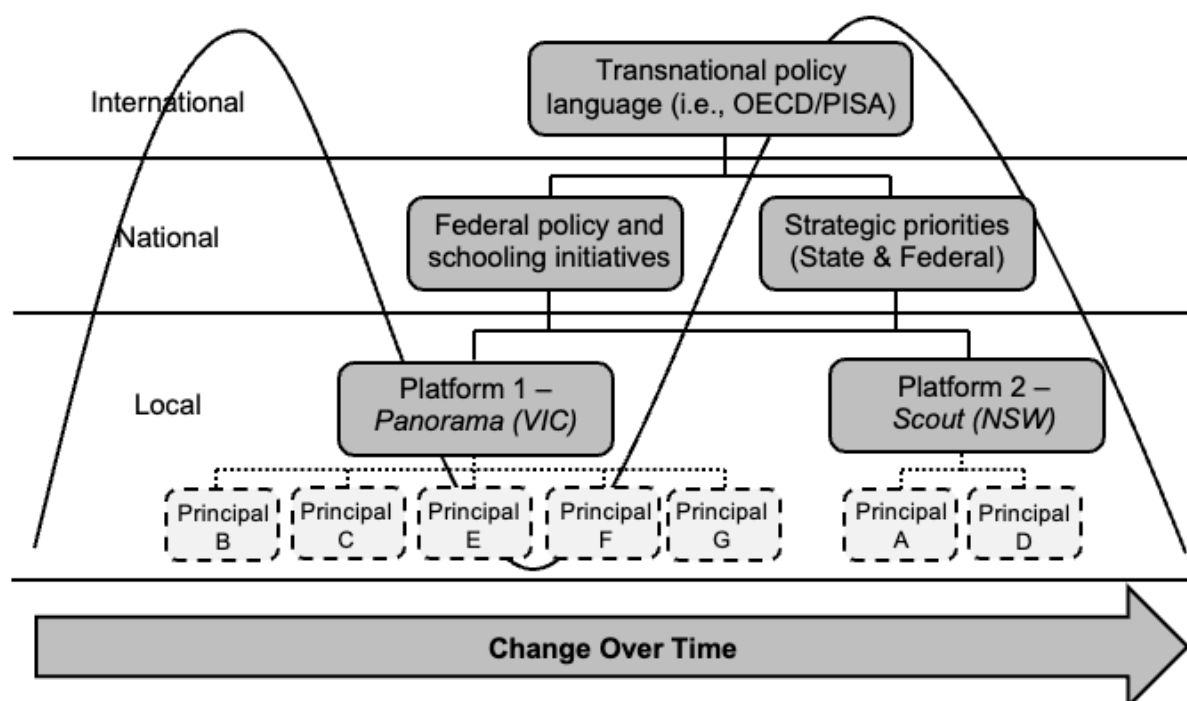 International
Transnational policy
language (i.e., OECD/PISA)
National
Federal policy and
schooling initiatives
Strategic priorities
(State & Federal)
Local
Platform 1 –
Panorama (VIC)
Platform 2 –
Scout (NSW)
Principal
B
Principal
C
Principal
E
Principal
F
Principal
G
Principal
A
Principal
D
Change Over Time